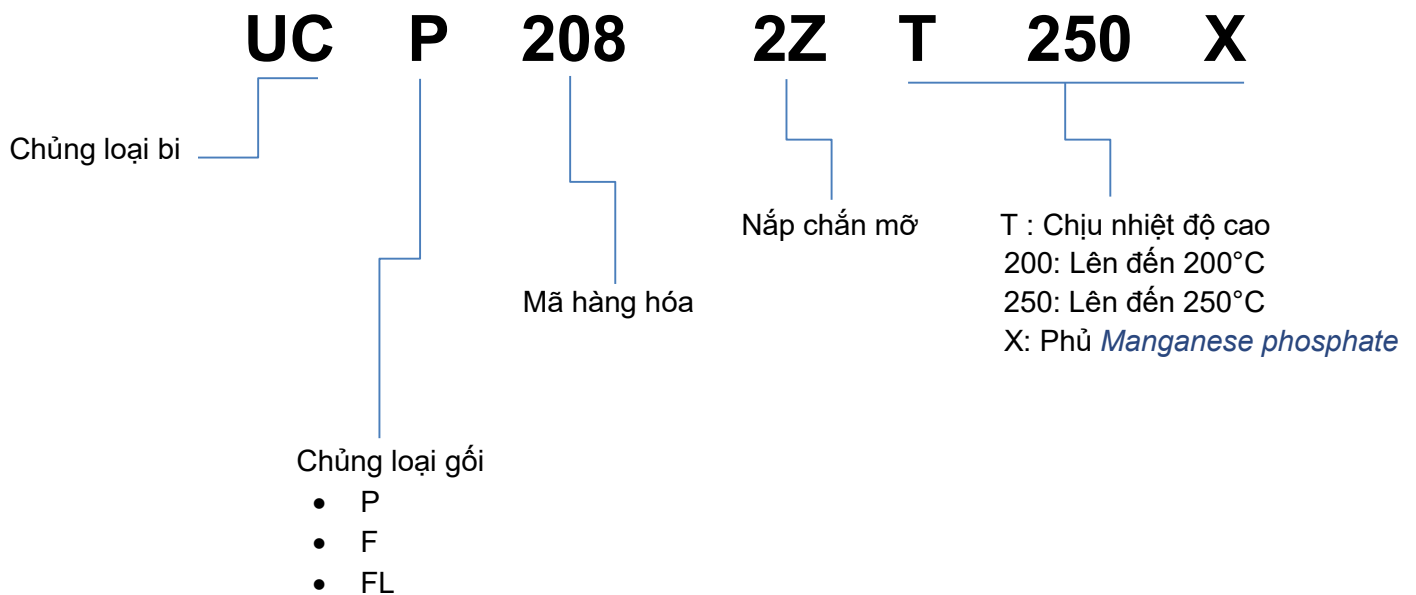 UC P 208 2Z T 250 X
Chủng loại bi
Nắp chắn mỡ
T : Chịu nhiệt độ cao
200: Lên đến 200°C
250: Lên đến 250°C
X: Phủ Manganese phosphate
Mã hàng hóa
Chủng loại gối
• P
• F
• FL